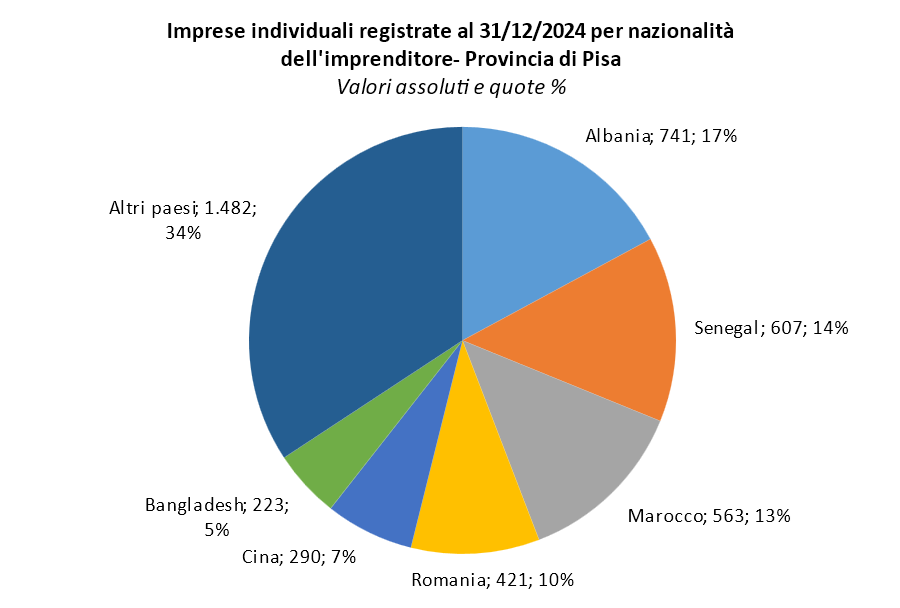 Imprese individuali registrate al 31/12/2024 per nazionalità
dell'imprenditore- Provincia di Pisa
Valori assoluti e quote %
Albania; 741; 17%
Altri paesi; 1.482;
34%
Senegal; 607; 14%
Marocco; 563; 13%
Bangladesh; 223;
5%
Cina; 290; 7%
Romania; 421; 10%